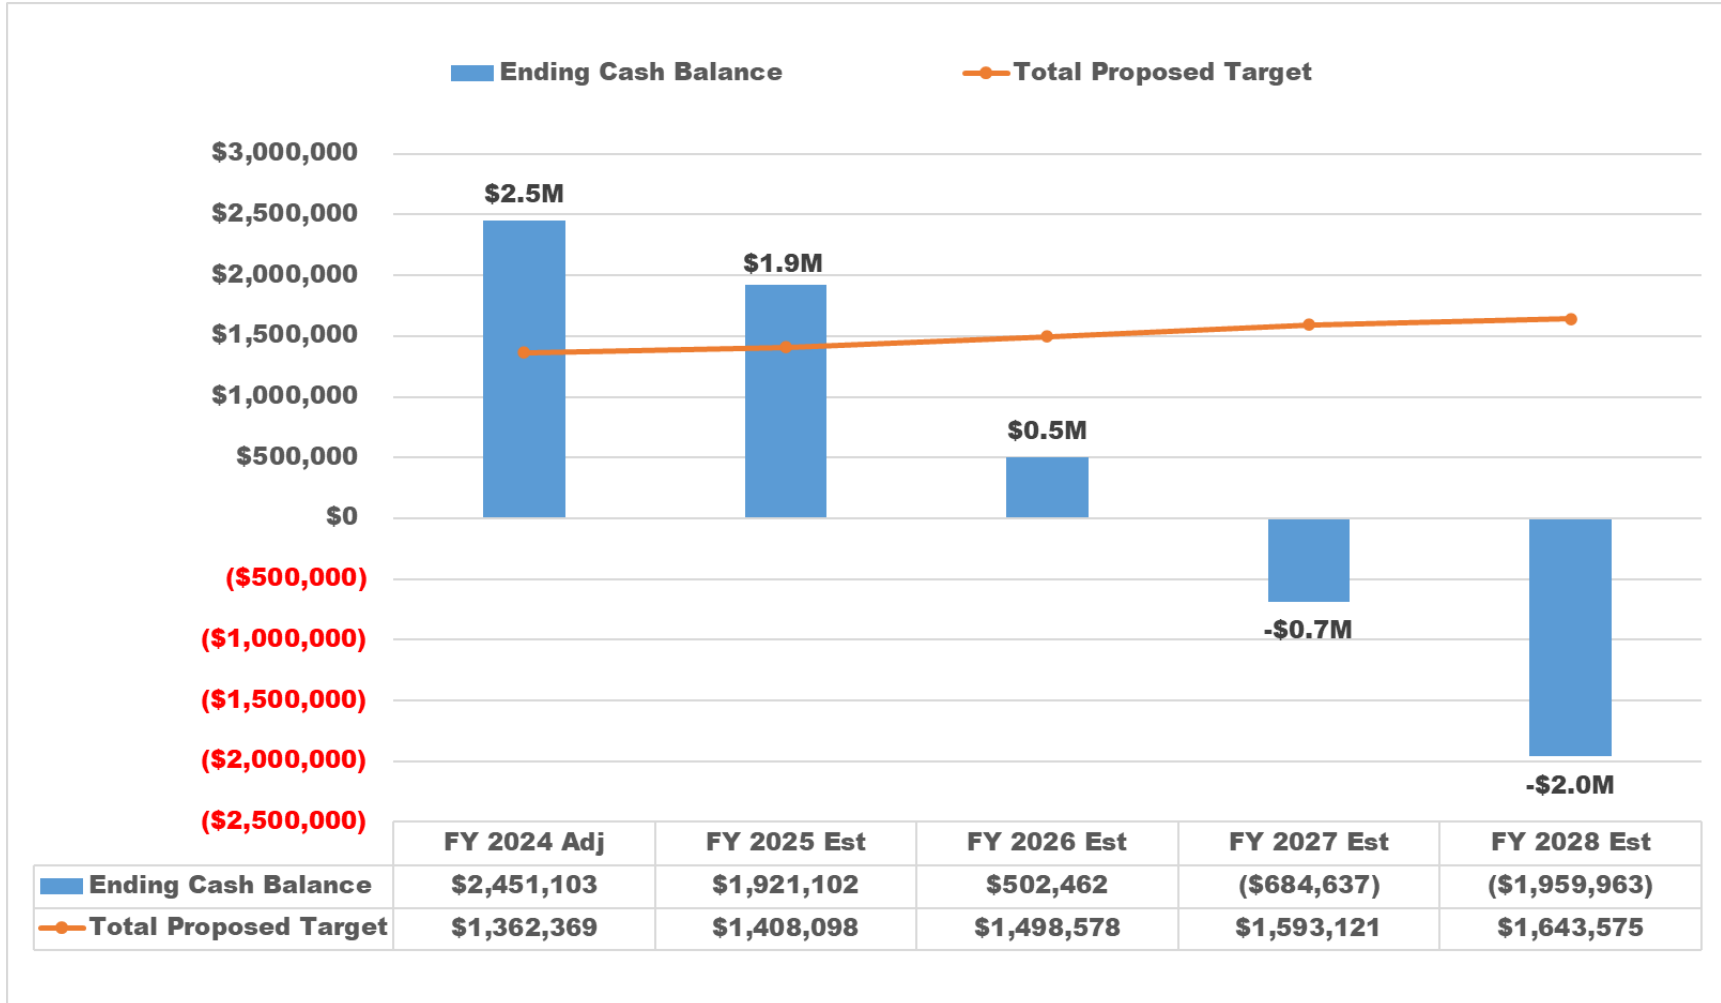 Ending Cash Balance Total Proposed Target
$3,000,000
$2,500,000
$2,000,000
$1,500,000
$1,000,000
$500,000
$0
($500,000)
($1,000,000)
($1,500,000)
($2,000,000)
($2,500,000)
$2.5M
$1.9M
$0.5M
-$0.7M
-$2.0M
FY 2024 Adj FY 2025 Est FY 2026 Est FY 2027 Est FY 2028 Est
Ending Cash Balance $2,451,103 $1,921,102 $502,462 ($684,637) ($1,959,963)
Total Proposed Target $1,362,369 $1,408,098 $1,498,578 $1,593,121 $1,643,575